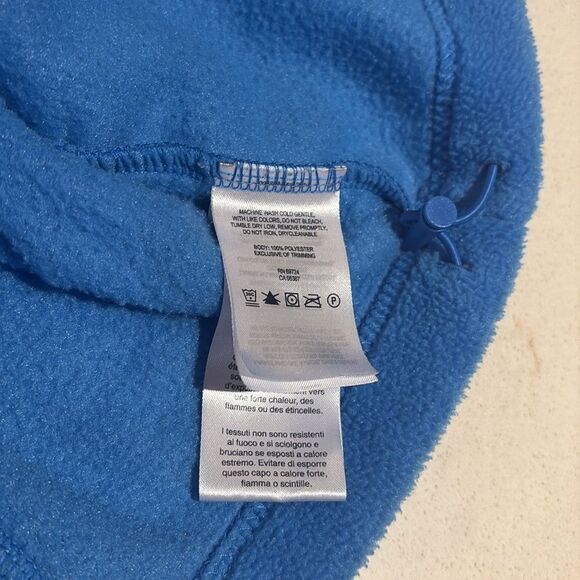 MACHINE WASH COLD GENTLE,
WITH LIKE COLORS, DO NOT BLEACH,
TUMBLE DRY LOW, REMOVE PROMPTLY,
DO NOT IRON, DRYCLEANABLE
BODY: 100% POLYESTER
EXCLUSIVE OF TRIMMING
RN 69724
CA 05367
une forte chaleur, des
flammes ou des étincelles.
I tessuti non sono resistenti
al fuoco e si sciolgono e
bruciano se esposti a calore
estremo. Evitare di esporre
questo capo a calore forte,
fiamma o scintille.